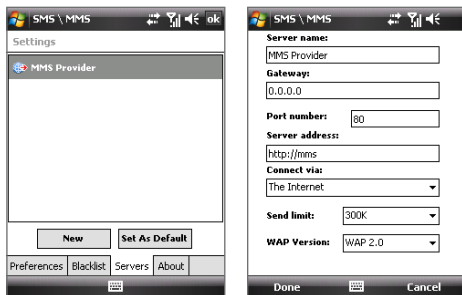 SMS \ MMS ok
Settings
MMS Provider
New Set As Default
Preferences Blacklist Servers About
SMS \ MMS
Server name:
MMS Provider
Gateway:
0.0.0.0
Port number: 80
Server address:
http://mms
Connect via:
The Internet
Send limit: 300K
WAP Version: WAP 2.0
Done Cancel